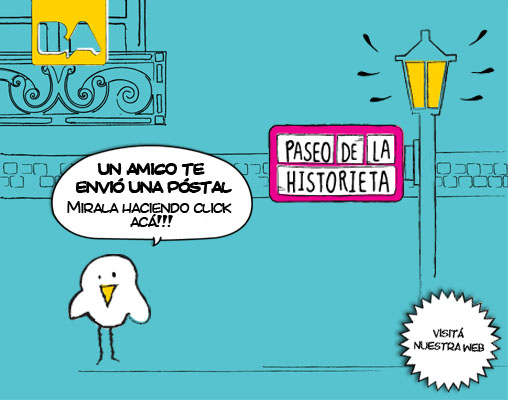 BA
PASEO DE LA
HISTORIETA
UN AMIGO TE
ENVIÓ UNA PÓSTAL
MIRALA HACIENDO CLICK
ACÁ!!!
VISITÁ
NUESTRA WEB